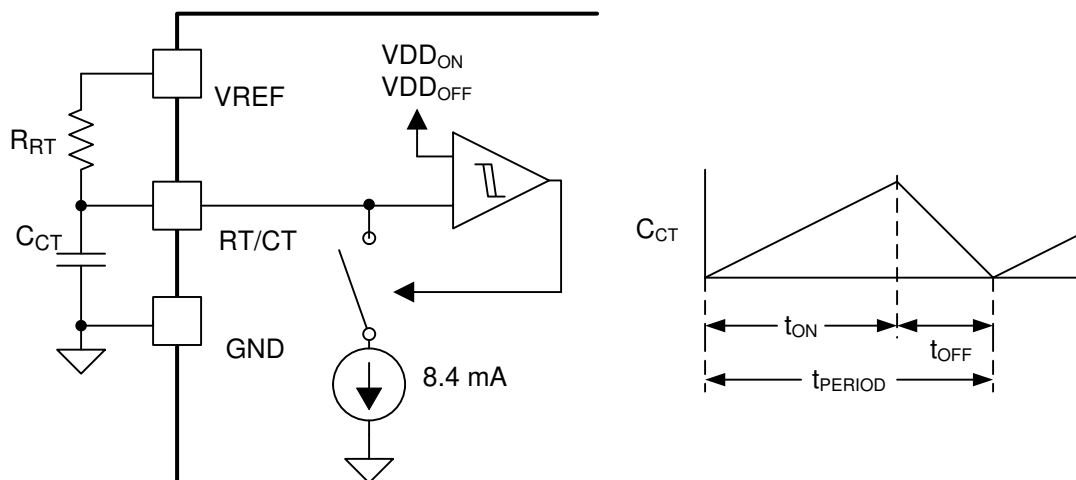 VDD_ON
VDD_OFF
VREF
R_RT
RT/CT
C_CT
GND
8.4 mA
C_CT
t_ON
t_OFF
t_PERIOD